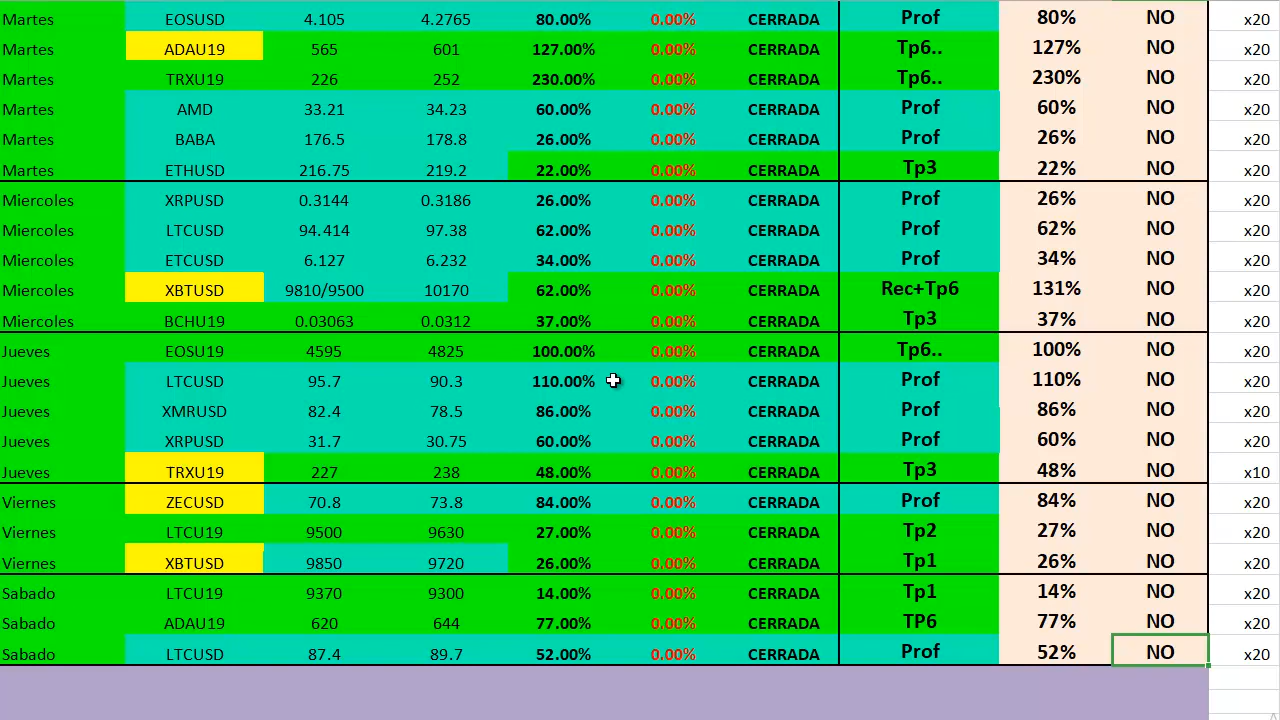 Martes EOSUSD 4.105 4.2765 80.00% 0.00% CERRADA Prof 80% NO x20
Martes ADAU19 565 601 127.00% 0.00% CERRADA Tp6.. 127% NO x20
Martes TRXU19 226 252 230.00% 0.00% CERRADA Tp6.. 230% NO x20
Martes AMD 33.21 34.23 60.00% 0.00% CERRADA Prof 60% NO x20
Martes BABA 176.5 178.8 26.00% 0.00% CERRADA Prof 26% NO x20
Martes ETHUSD 216.75 219.2 22.00% 0.00% CERRADA Tp3 22% NO x20
Miercoles XRPUSD 0.3144 0.3186 26.00% 0.00% CERRADA Prof 26% NO x20
Miercoles LTCUSD 94.414 97.38 62.00% 0.00% CERRADA Prof 62% NO x20
Miercoles ETCUSD 6.127 6.232 34.00% 0.00% CERRADA Prof 34% NO x20
Miercoles XBTUSD 9810/9500 10170 62.00% 0.00% CERRADA Rec+Tp6 131% NO x20
Miercoles BCHU19 0.03063 0.0312 37.00% 0.00% CERRADA Tp3 37% NO x20
Jueves EOSU19 4595 4825 100.00% 0.00% CERRADA Tp6.. 100% NO x20
Jueves LTCUSD 95.7 90.3 110.00% 0.00% CERRADA Prof 110% NO x20
Jueves XMRUSD 82.4 78.5 86.00% 0.00% CERRADA Prof 86% NO x20
Jueves XRPUSD 31.7 30.75 60.00% 0.00% CERRADA Prof 60% NO x20
Jueves TRXU19 227 238 48.00% 0.00% CERRADA Tp3 48% NO x10
Viernes ZECUSD 70.8 73.8 84.00% 0.00% CERRADA Prof 84% NO x20
Viernes LTCU19 9500 9630 27.00% 0.00% CERRADA Tp2 27% NO x20
Viernes XBTUSD 9850 9720 26.00% 0.00% CERRADA Tp1 26% NO x20
Sabado LTCU19 9370 9300 14.00% 0.00% CERRADA Tp1 14% NO x20
Sabado ADAU19 620 644 77.00% 0.00% CERRADA TP6 77% NO x20
Sabado LTCUSD 87.4 89.7 52.00% 0.00% CERRADA Prof 52% NO x20